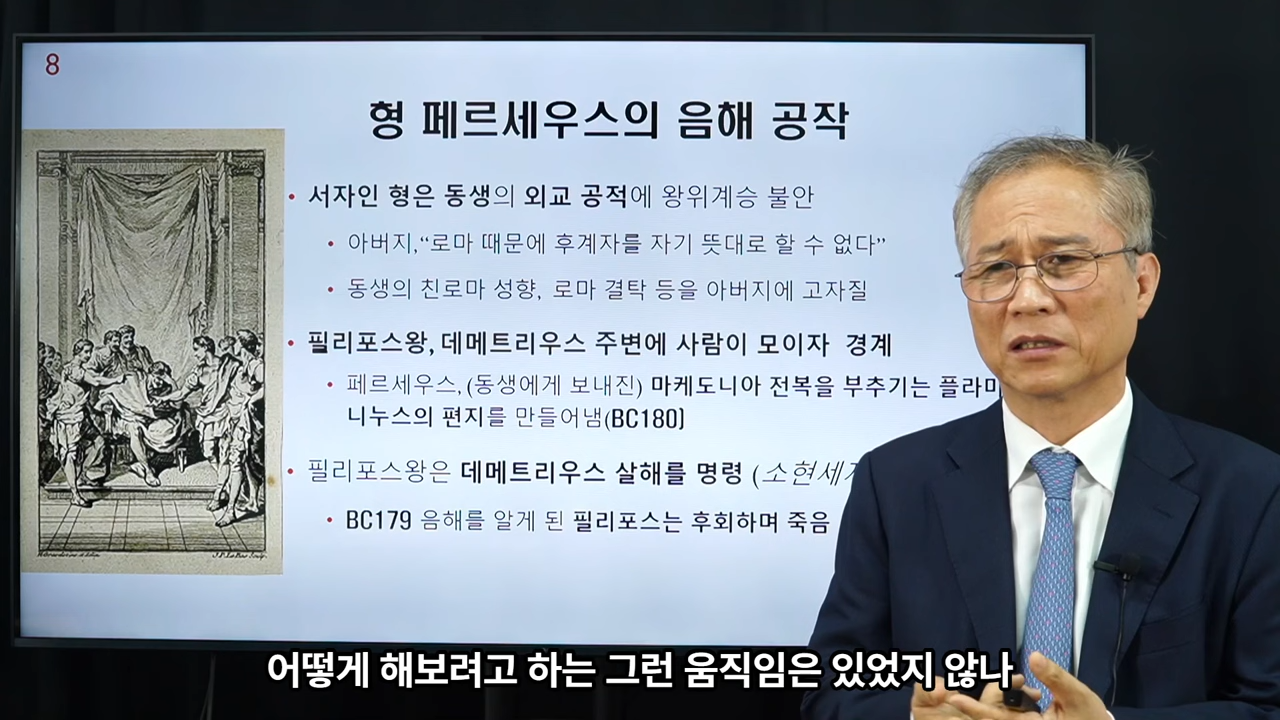 8
형 페르세우스의 음해 공작
• 서자인 형은 동생의 외교 공적에 왕위계승 불안
• 아버지,“로마 때문에 후계자를 자기 뜻대로 할 수 없다”
• 동생의 친로마 성향, 로마 결탁 등을 아버지에 고자질
• 필리포스왕, 데메트리우스 주변에 사람이 모이자 경계
• 페르세우스, (동생에게 보내진) 마케도니아 전복을 부추기는 플라미
니누스의 편지를 만들어냄(BC180)
• 필리포스왕은 데메트리우스 살해를 명령 (소현세
• BC179 음해를 알게 된 필리포스는 후회하며 죽음
어떻게 해보려고 하는 그런 움직임은 있었지 않나